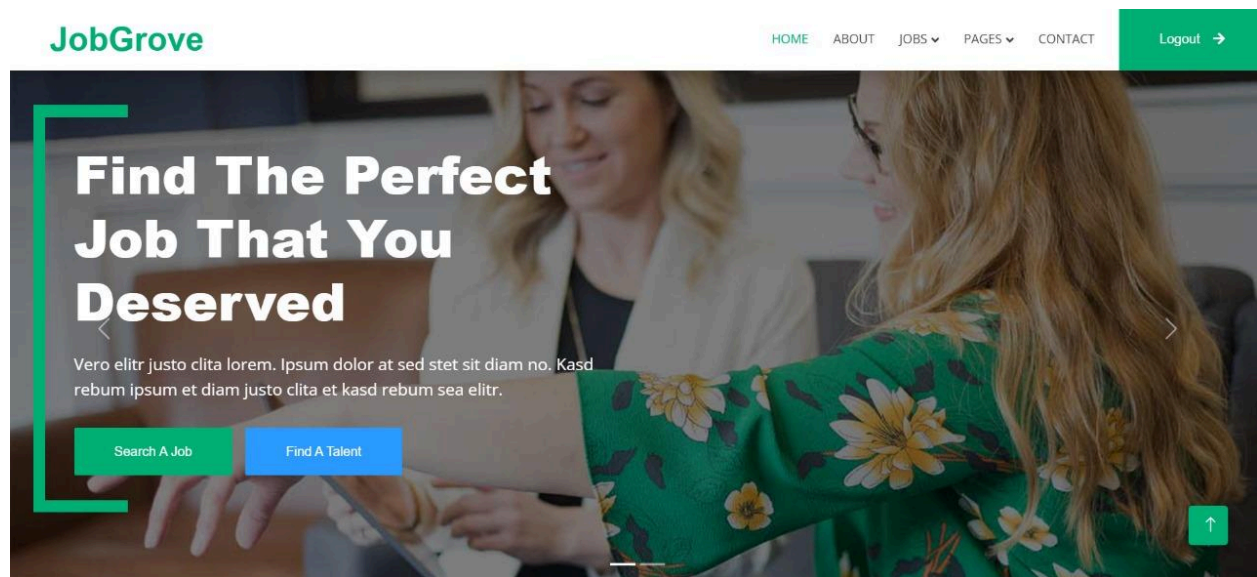 JobGrove
HOME ABOUT JOBS PAGES CONTACT Logout
Find The Perfect
Job That You
Deserved
Vero elitr justo clita lorem. Ipsum dolor at sed stet sit diam no. Kasd
rebum ipsum et diam justo clita et kasd rebum sea elitr.
Search A Job Find A Talent